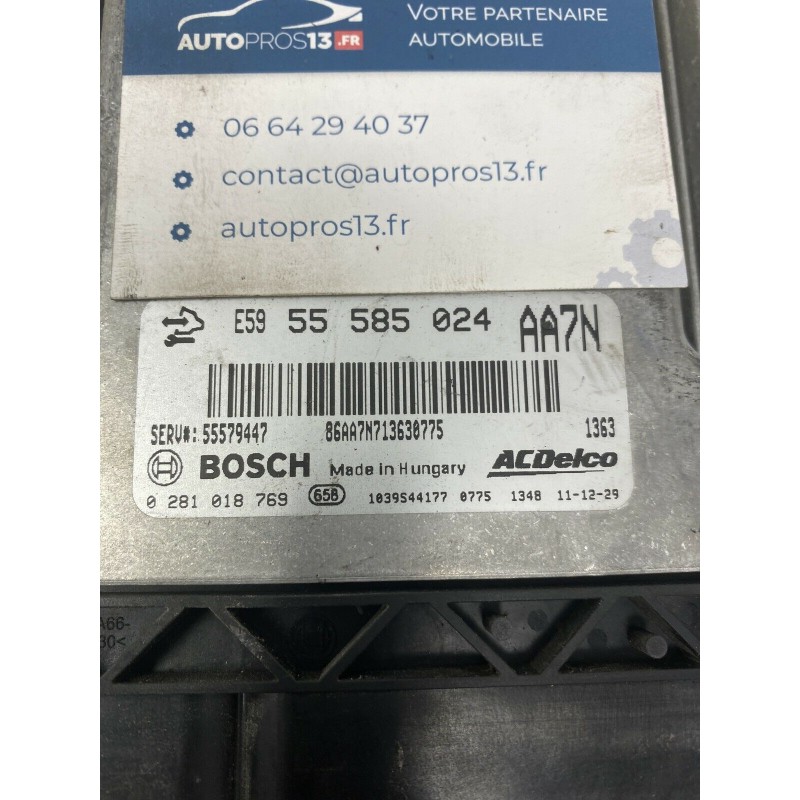 VOTRE PARTENAIRE
AUTOMOBILE
AUTOPROS13.FR
06 64 29 40 37
contact@autopros13.fr
autopros13.fr
E59 55 585 024 AA7N
SERV#: 55579447 86AA7N713630775 1363
BOSCH Made in Hungary ACDelco
0 281 018 769 658 1039S44177 0775 1348 11-12-29
A66-
30<